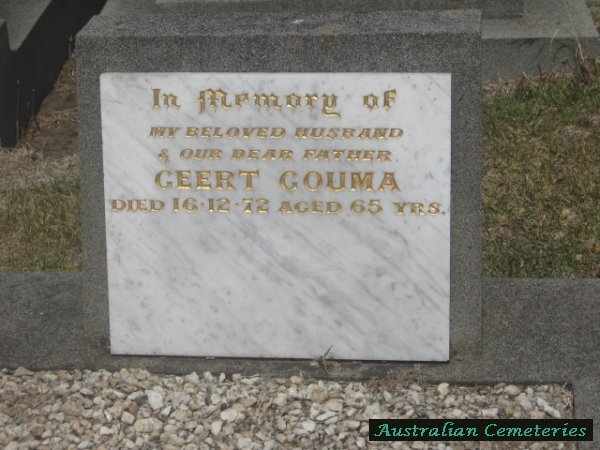 In Memory of
MY BELOVED HUSBAND
& OUR DEAR FATHER
GEERT GOUMA
DIED 16·12·72 AGED 65 YRS.
Australian Cemeteries